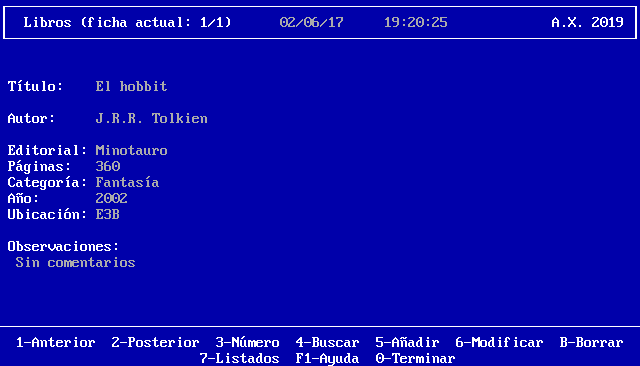 Libros (ficha actual: 1/1) 02/06/17 19:20:25 A.X. 2019
Título: El hobbit
Autor: J.R.R. Tolkien
Editorial: Minotauro
Páginas: 360
Categoría: Fantasía
Año: 2002
Ubicación: E3B
Observaciones:
Sin comentarios
1-Anterior 2-Posterior 3-Número 4-Buscar 5-Añadir 6-Modificar B-Borrar
7-Listados F1-Ayuda 0-Terminar